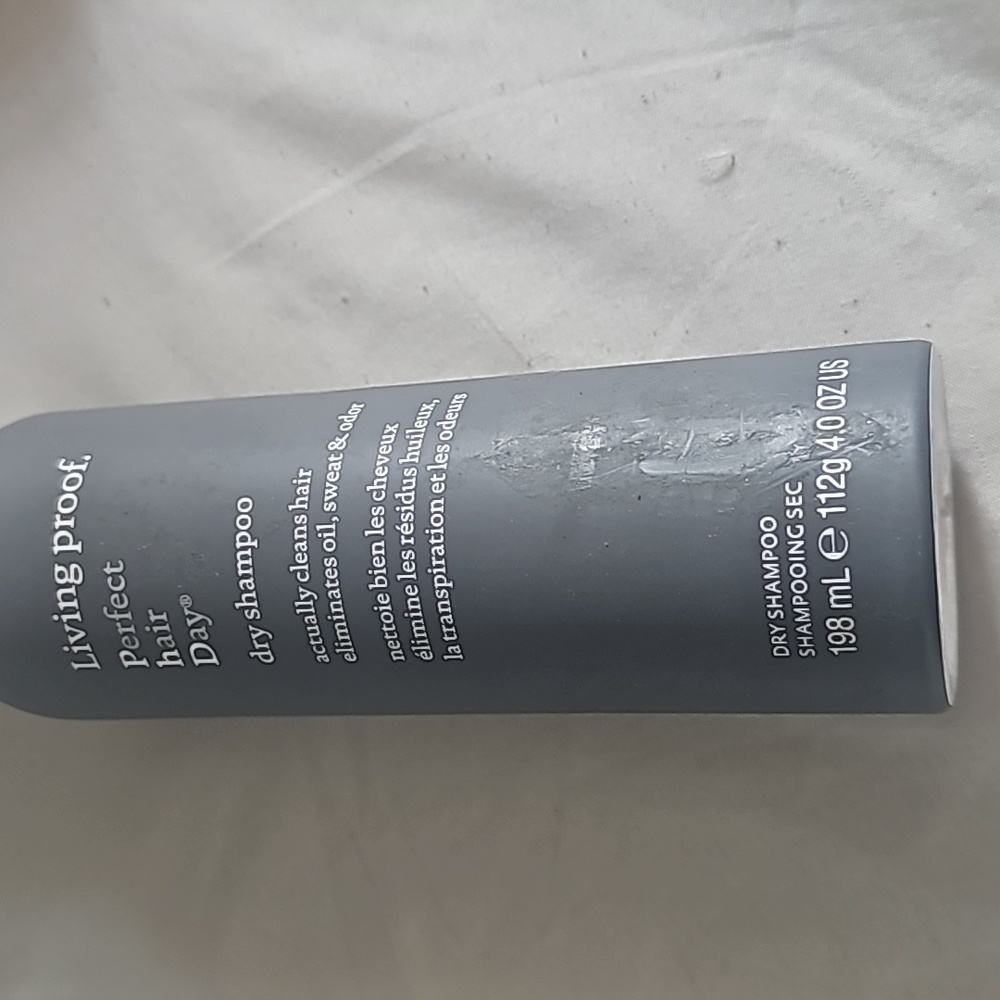 Living proof.
Perfect
hair
Day®
dry shampoo
actually cleans hair
eliminates oil, sweat & odor
nettoie bien les cheveux
élimine les résidus huileux,
la transpiration et les odeurs
DRY SHAMPOO
SHAMPOOING SEC
198 mL ℮ 112g 4.0 OZ US